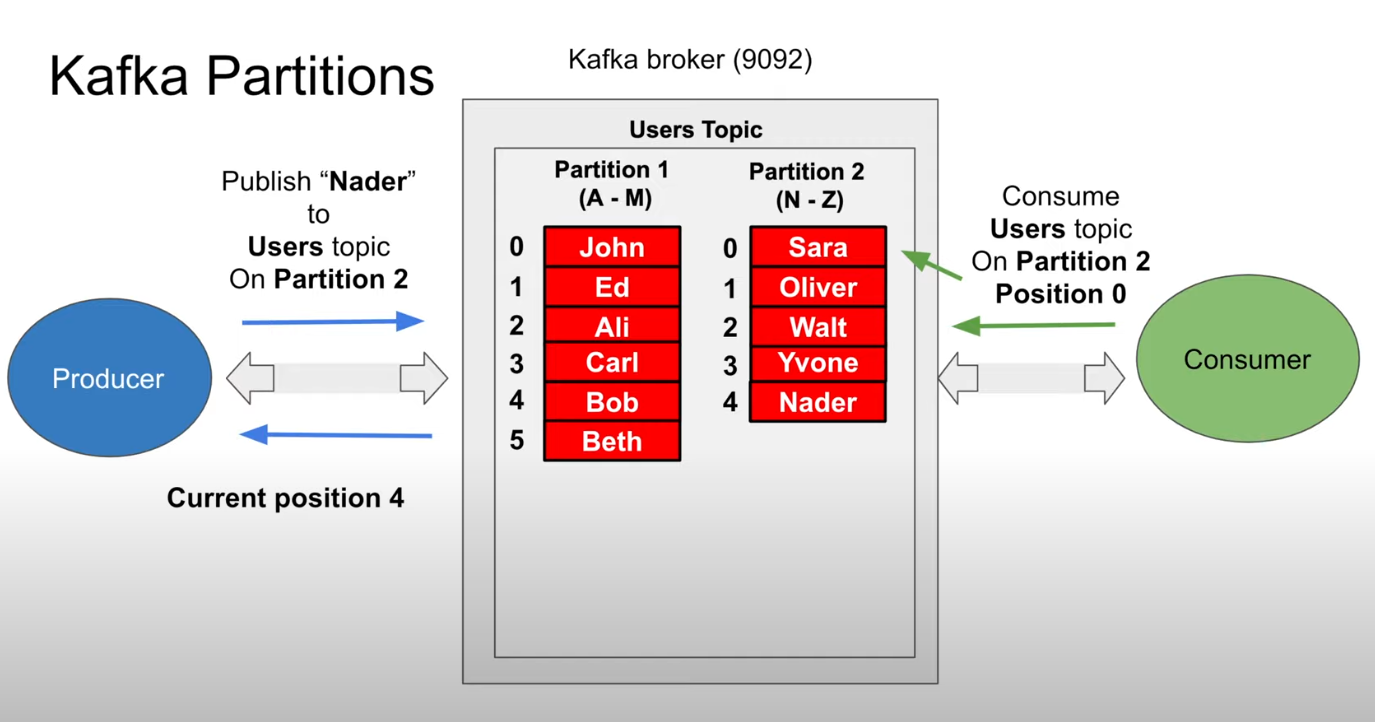 Kafka Partitions
Kafka broker (9092)
Publish “Nader”
to
Users topic
On Partition 2
Producer
Current position 4
Users Topic
Partition 1
(A - M)
0 John
1 Ed
2 Ali
3 Carl
4 Bob
5 Beth
Partition 2
(N - Z)
0 Sara
1 Oliver
2 Walt
3 Yvone
4 Nader
Consume
Users topic
On Partition 2
Position 0
Consumer